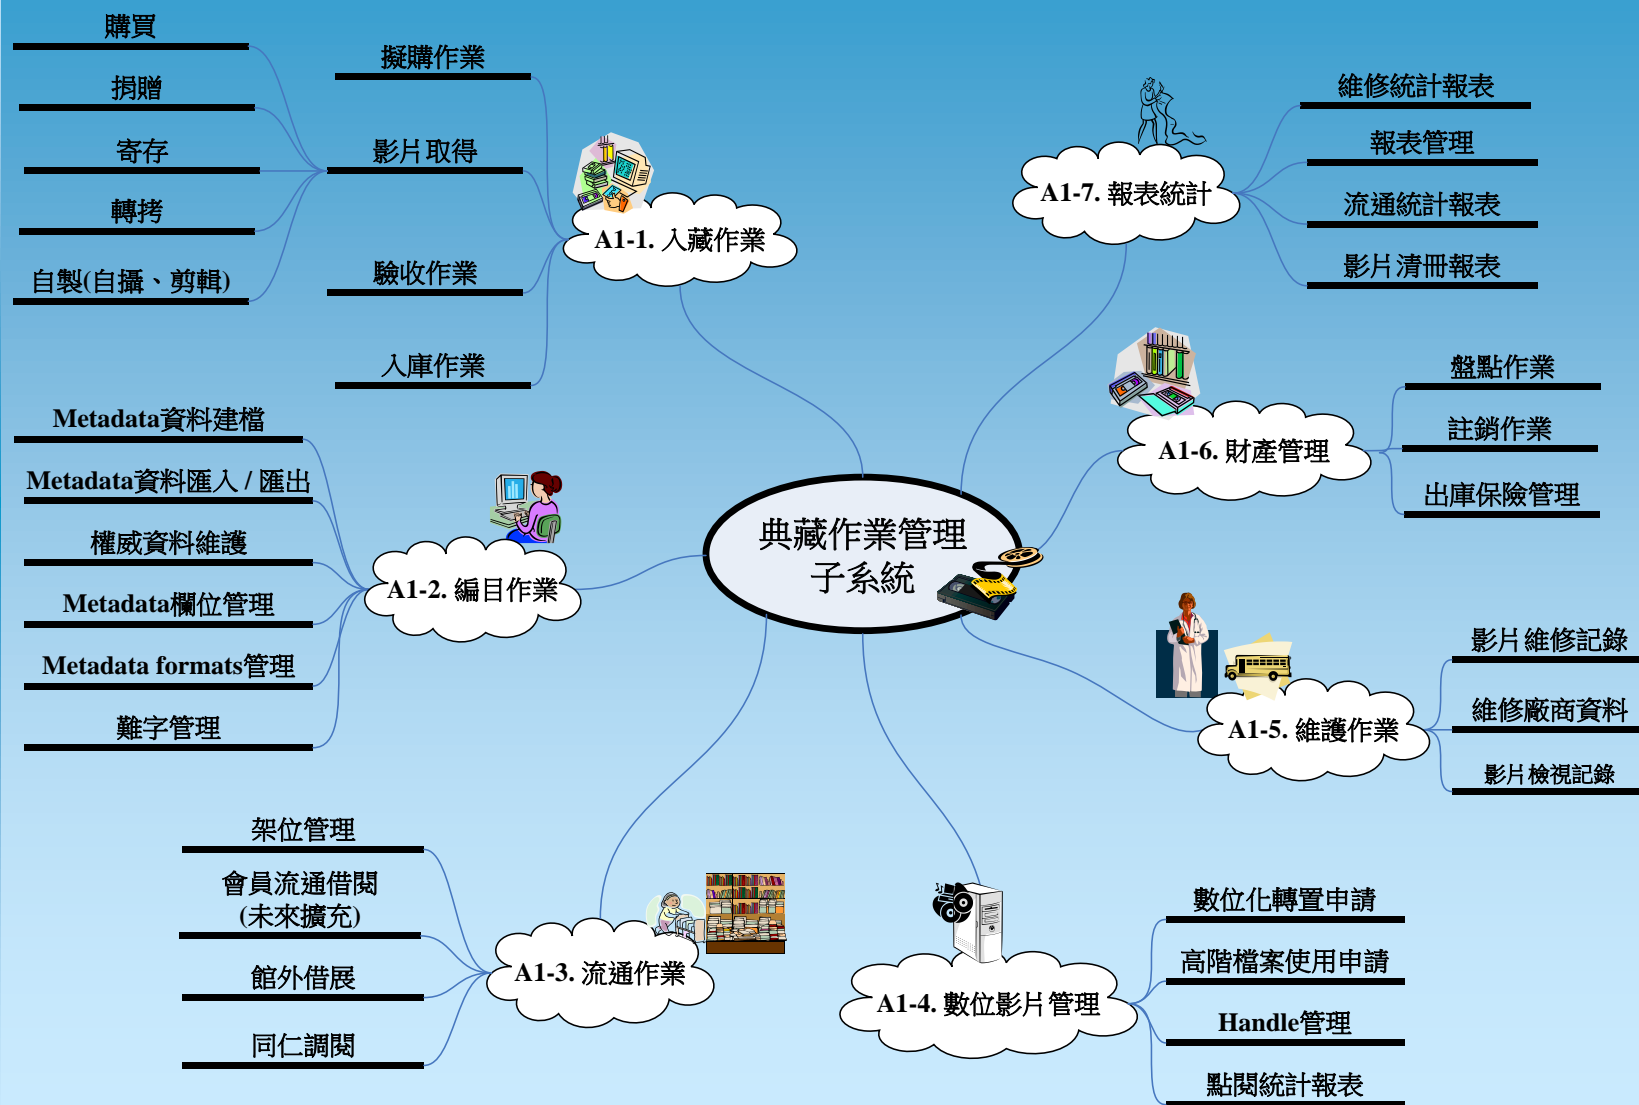 典藏作業管理
子系統
A1-1. 入藏作業
擬購作業
影片取得
購買
捐贈
寄存
轉拷
自製(自攝、剪輯)
驗收作業
入庫作業
A1-2. 編目作業
Metadata資料建檔
Metadata資料匯入 / 匯出
權威資料維護
Metadata欄位管理
Metadata formats管理
難字管理
A1-3. 流通作業
架位管理
會員流通借閱
(未來擴充)
館外借展
同仁調閱
A1-4. 數位影片管理
數位化轉置申請
高階檔案使用申請
Handle管理
點閱統計報表
A1-5. 維護作業
影片維修記錄
維修廠商資料
影片檢視記錄
A1-6. 財產管理
盤點作業
註銷作業
出庫保險管理
A1-7. 報表統計
維修統計報表
報表管理
流通統計報表
影片清冊報表